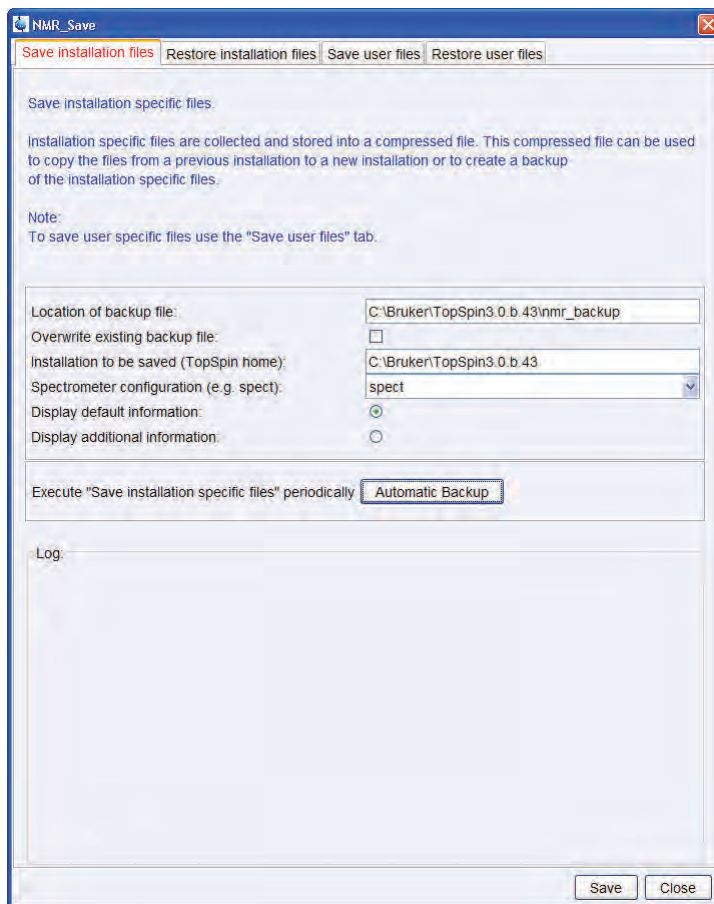 NMR_Save
Save installation files Restore installation files Save user files Restore user files
Save installation specific files.
Installation specific files are collected and stored into a compressed file. This compressed file can be used
to copy the files from a previous installation to a new installation or to create a backup
of the installation specific files.
Note:
To save user specific files use the "Save user files" tab.
Location of backup file: C:\Bruker\TopSpin3.0.b.43\nmr_backup
Overwrite existing backup file:
Installation to be saved (TopSpin home): C:\Bruker\TopSpin3.0.b.43
Spectrometer configuration (e.g. spect): spect
Display default information:
Display additional information:
Execute "Save installation specific files" periodically Automatic Backup
Log:
Save Close